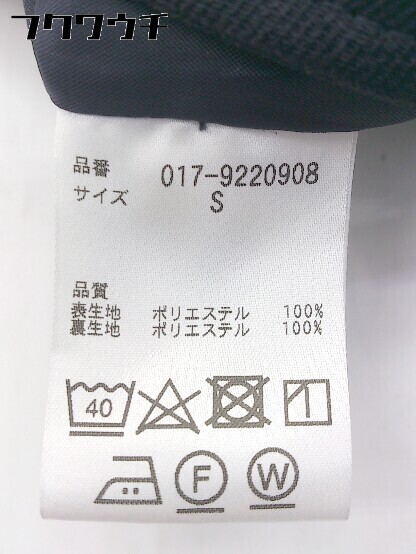 フクワウチ
品番 017-9220908
サイズ S
品質
表生地 ポリエステル 100%
裏生地 ポリエステル 100%
40
F W